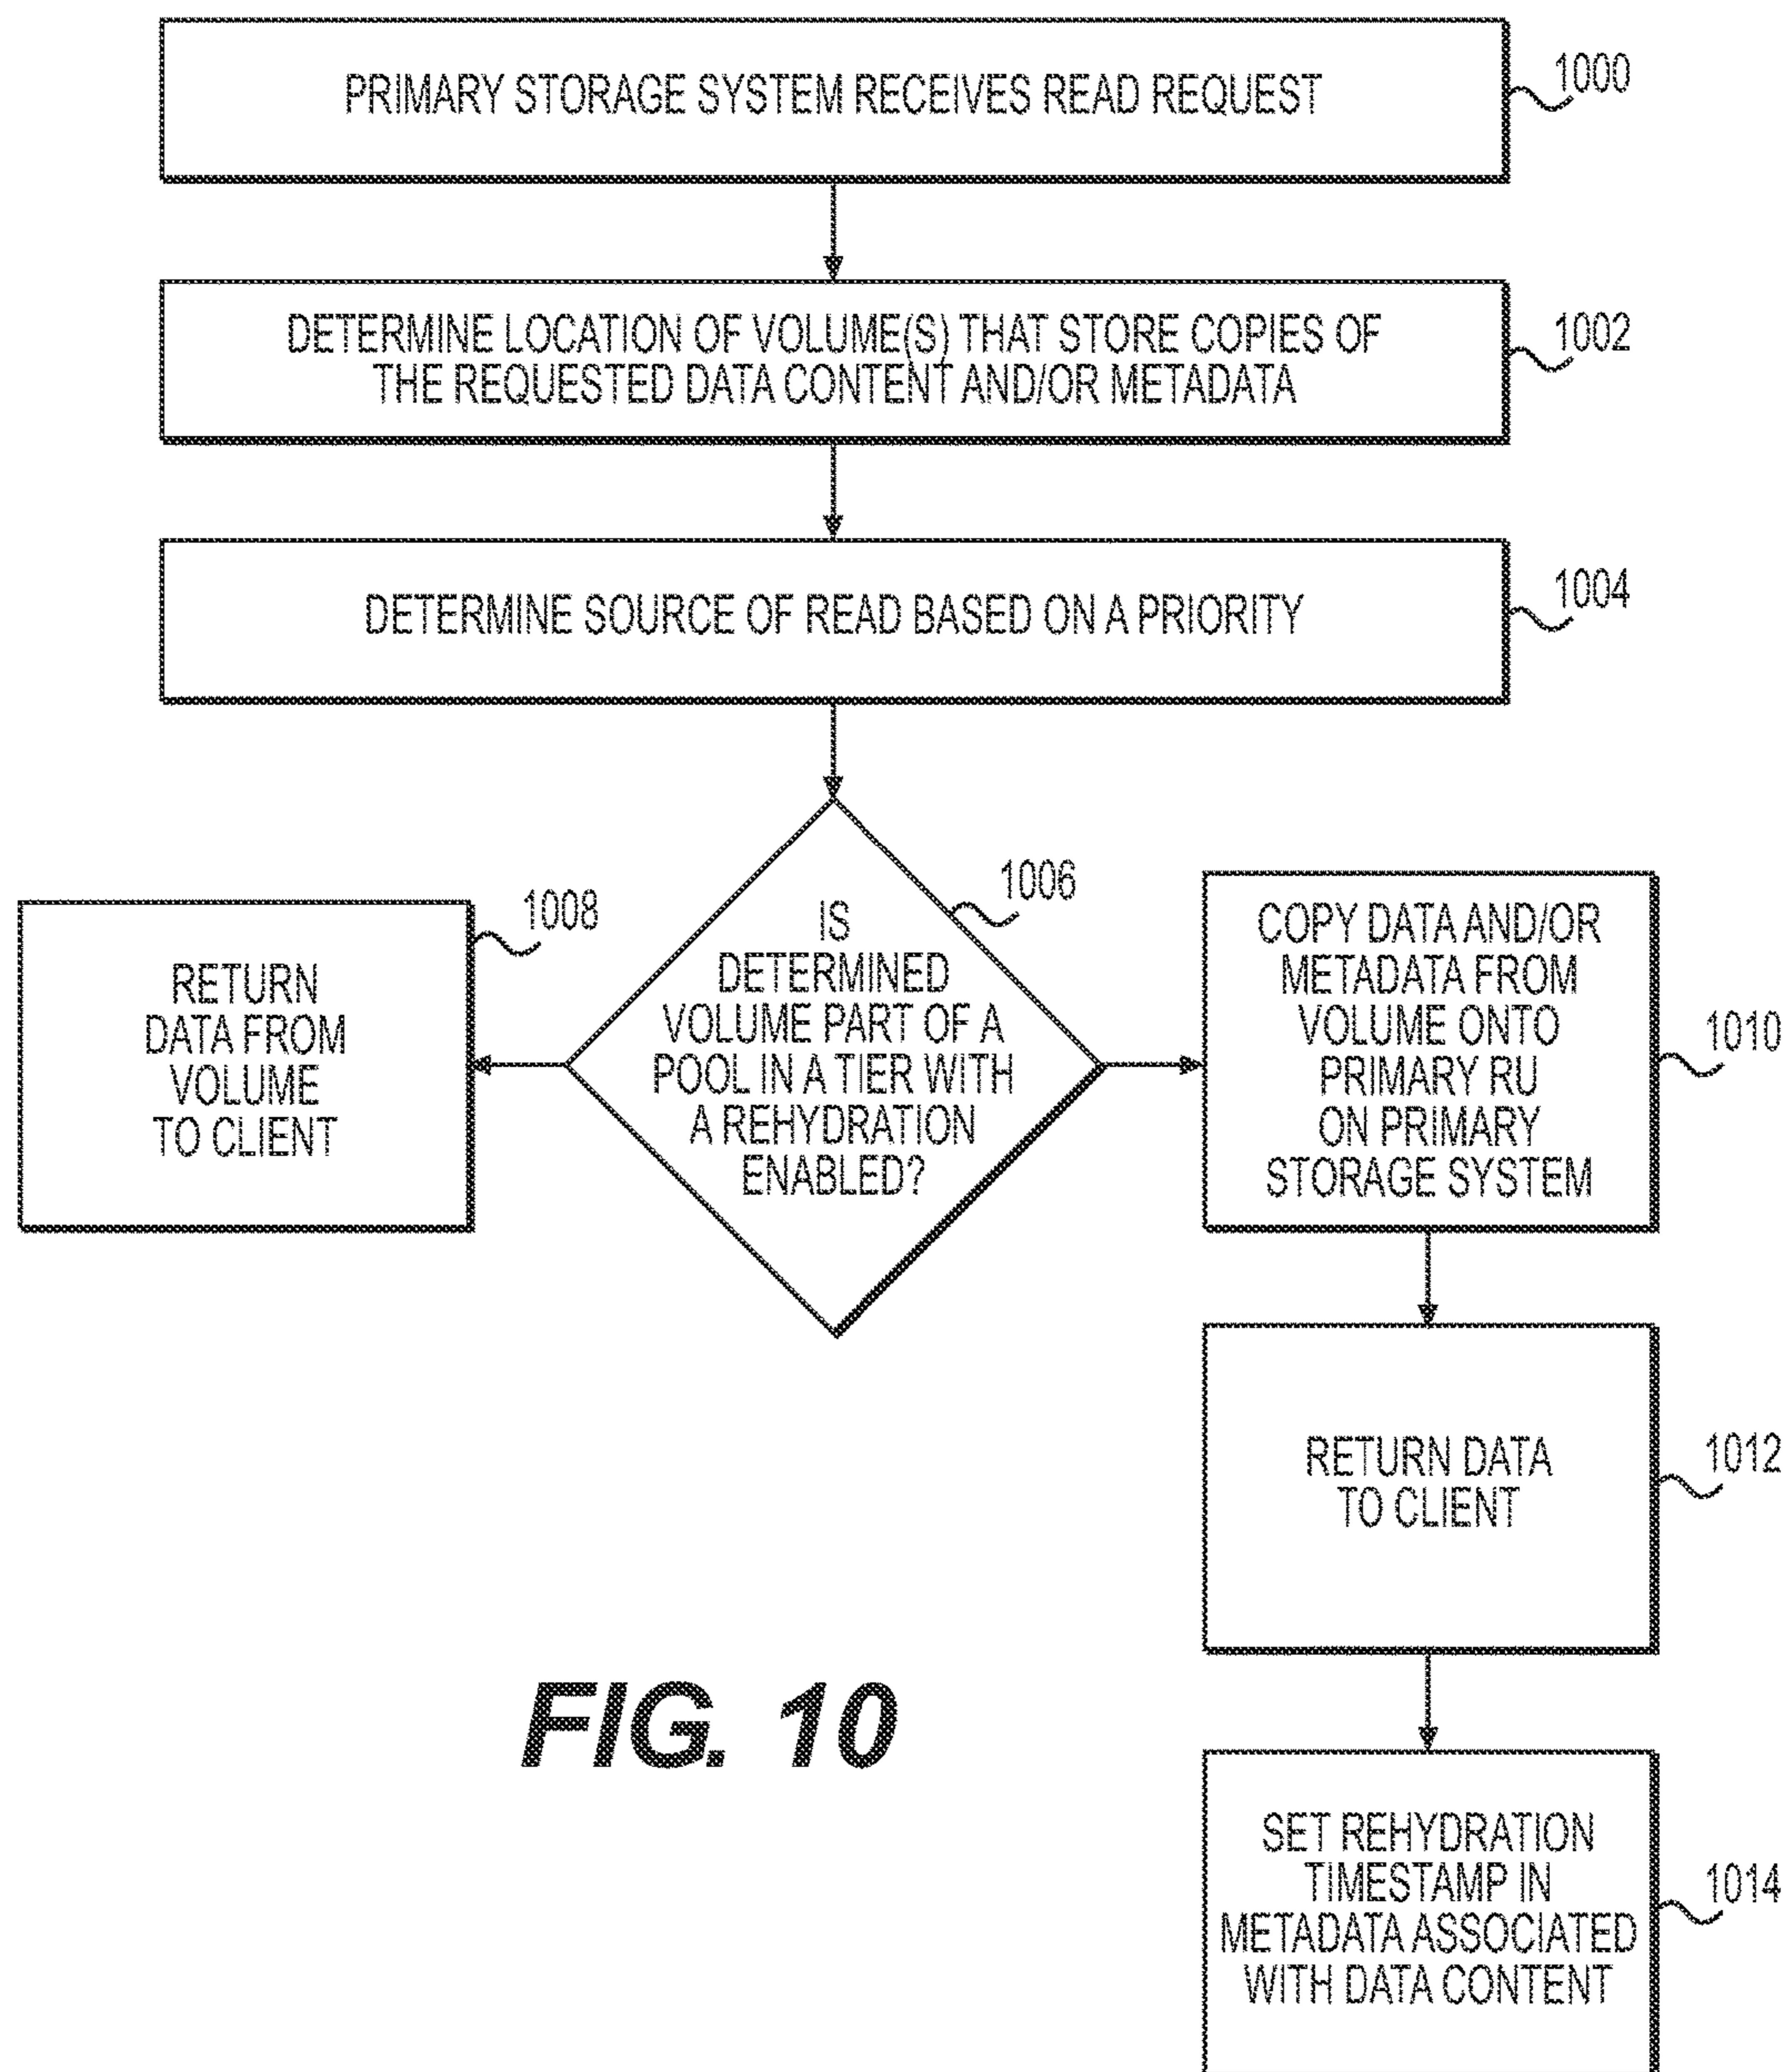 PRIMARY STORAGE SYSTEM RECEIVES READ REQUEST
1000
DETERMINE LOCATION OF VOLUME(S) THAT STORE COPIES OF
THE REQUESTED DATA CONTENT AND/OR METADATA
1002
DETERMINE SOURCE OF READ BASED ON A PRIORITY
1004
IS
DETERMINED
VOLUME PART OF A
POOL IN A TIER WITH
A REHYDRATION
ENABLED?
1006
RETURN
DATA FROM
VOLUME
TO CLIENT
1008
COPY DATA AND/OR
METADATA FROM
VOLUME ONTO
PRIMARY RU
ON PRIMARY
STORAGE SYSTEM
1010
RETURN DATA
TO CLIENT
1012
SET REHYDRATION
TIMESTAMP IN
METADATA ASSOCIATED
WITH DATA CONTENT
1014
FIG. 10